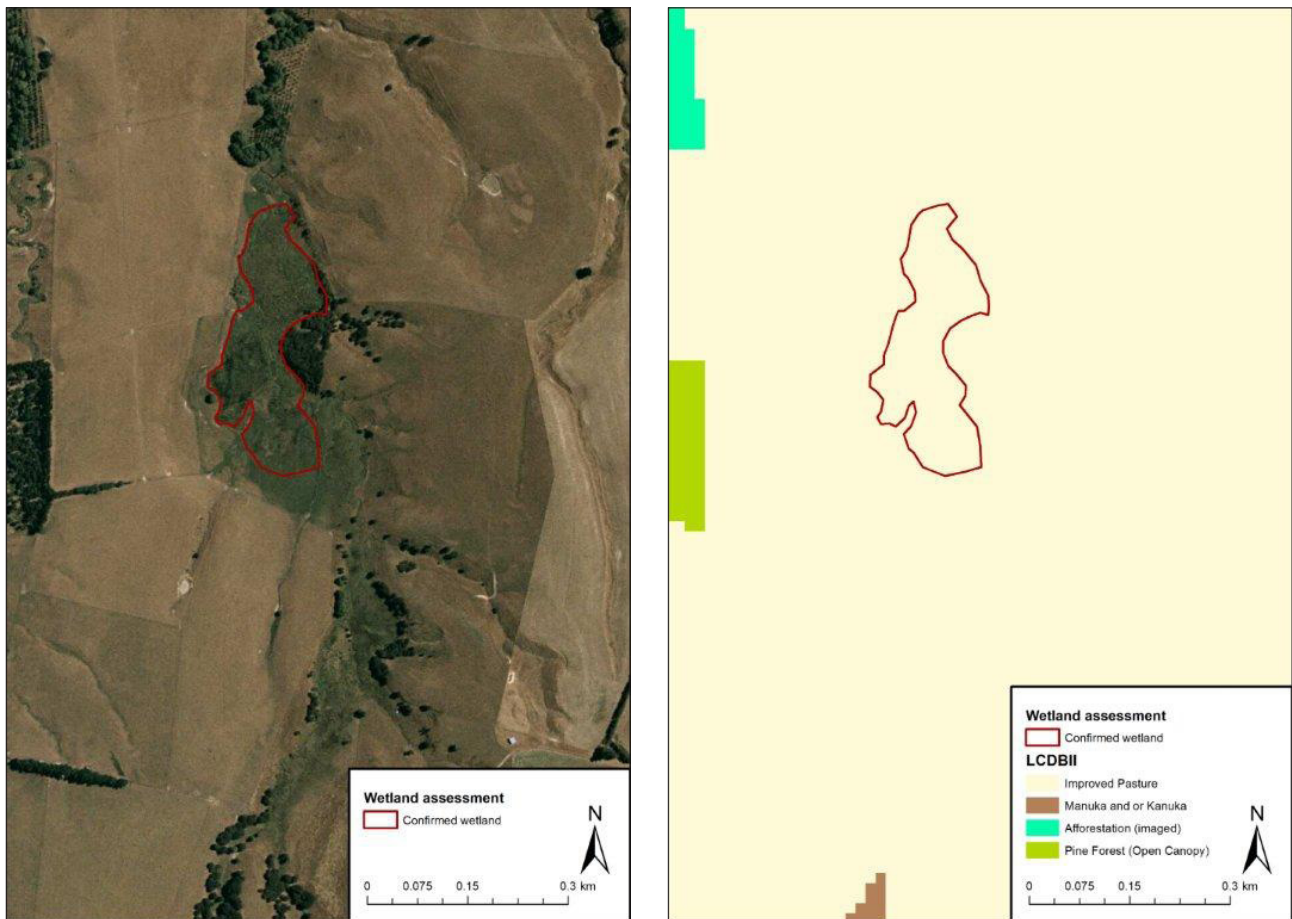 Wetland assessment
Confirmed wetland
N
0 0.075 0.15 0.3 km
Wetland assessment
Confirmed wetland
LCDBII
Improved Pasture
Manuka and or Kanuka
Afforestation (imaged)
Pine Forest (Open Canopy)
N
0 0.075 0.15 0.3 km